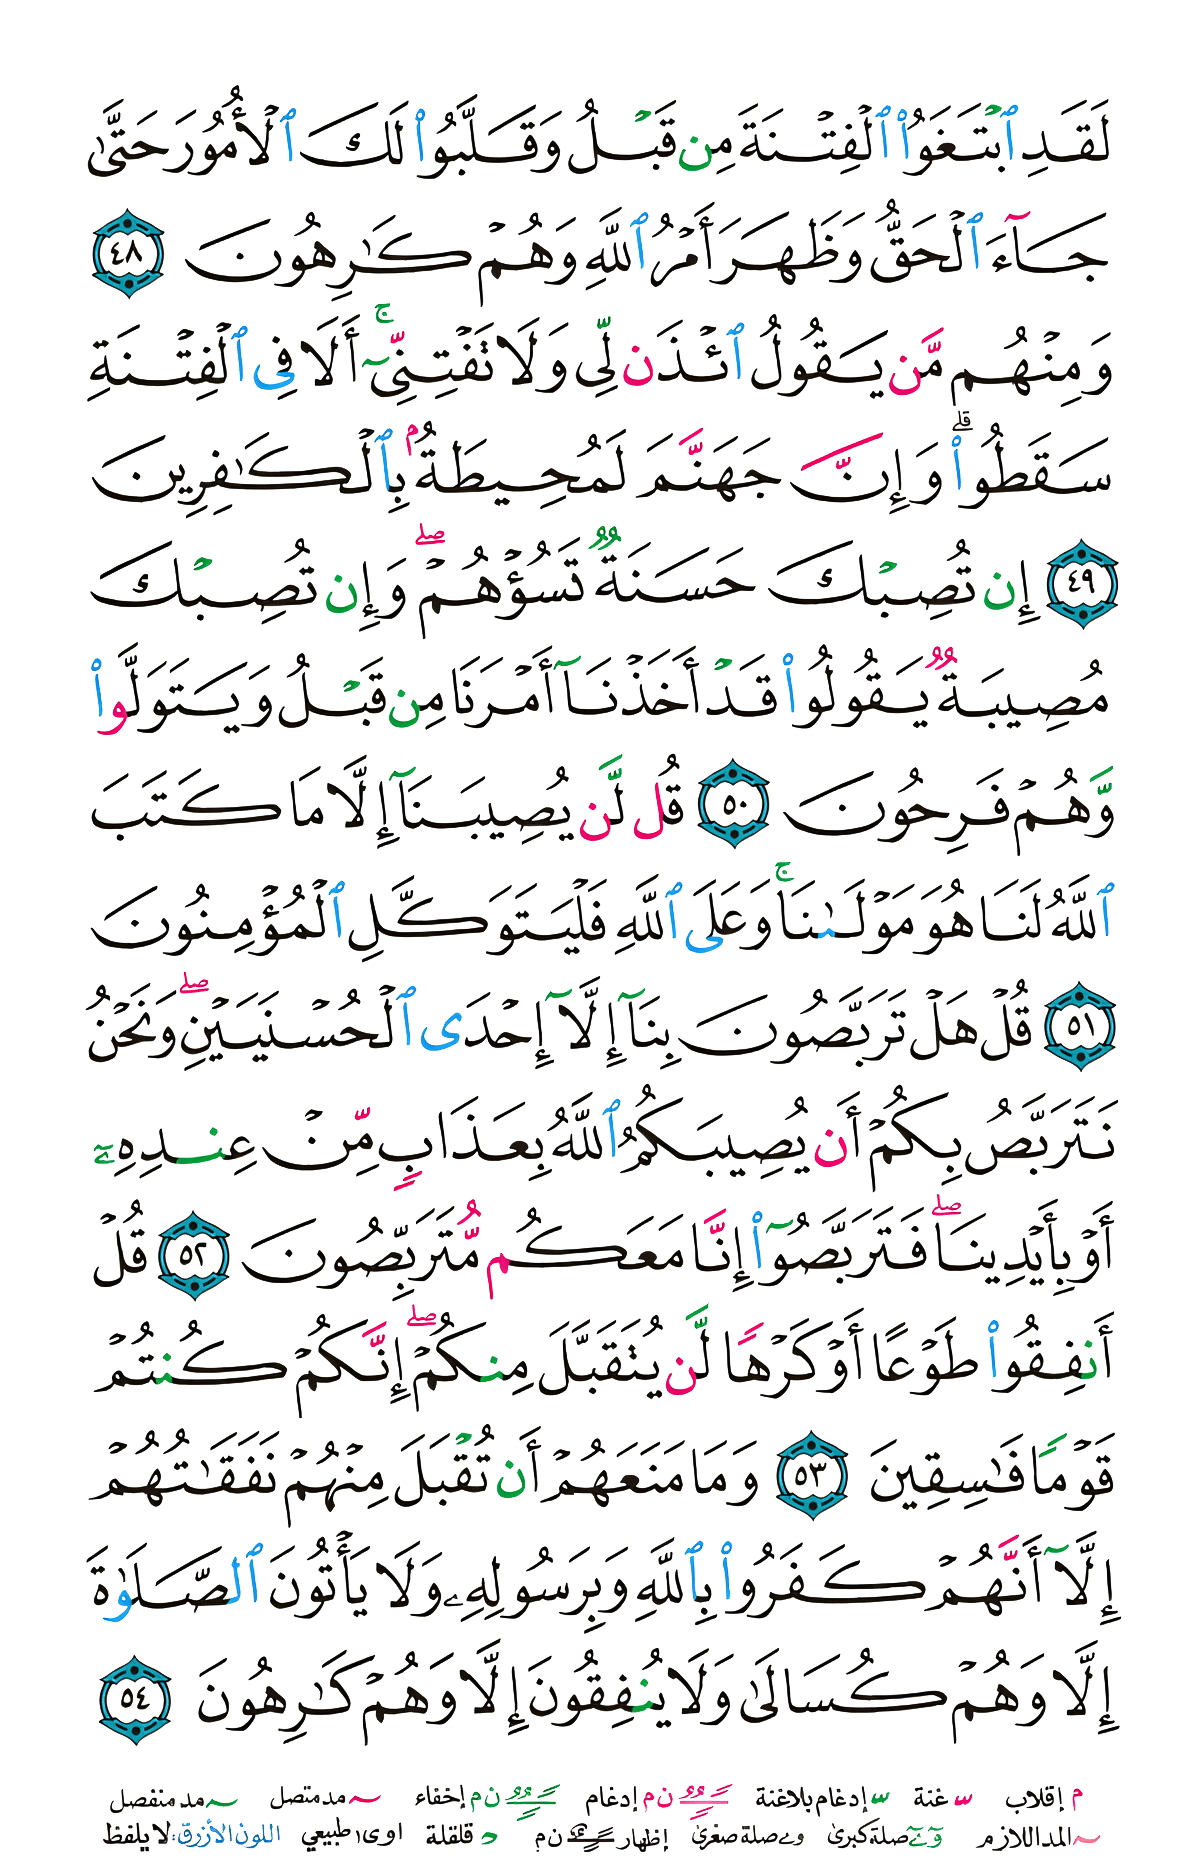 لَقَدِ ٱبۡتَغَوُاْ ٱلۡفِتۡنَةَ مِن قَبۡلُ وَقَلَّبُواْ لَكَ ٱلۡأُمُورَ حَتَّىٰ
جَآءَ ٱلۡحَقُّ وَظَهَرَ أَمۡرُ ٱللَّهِ وَهُمۡ كَٰرِهُونَ ٤٨
وَمِنۡهُم مَّن يَقُولُ ٱئۡذَن لِّي وَلَا تَفۡتِنِّيٓۚ أَلَا فِي ٱلۡفِتۡنَةِ
سَقَطُواْۗ وَإِنَّ جَهَنَّمَ لَمُحِيطَةُۢ بِٱلۡكَٰفِرِينَ
٤٩ إِن تُصِبۡكَ حَسَنَةٞ تَسُؤۡهُمۡۖ وَإِن تُصِبۡكَ
مُصِيبَةٞ يَقُولُواْ قَدۡ أَخَذۡنَآ أَمۡرَنَا مِن قَبۡلُ وَيَتَوَلَّواْ
وَّهُمۡ فَرِحُونَ ٥٠ قُل لَّن يُصِيبَنَآ إِلَّا مَا كَتَبَ
ٱللَّهُ لَنَا هُوَ مَوۡلَىٰنَاۚ وَعَلَى ٱللَّهِ فَلۡيَتَوَكَّلِ ٱلۡمُؤۡمِنُونَ
٥١ قُلۡ هَلۡ تَرَبَّصُونَ بِنَآ إِلَّآ إِحۡدَى ٱلۡحُسۡنَيَيۡنِۖ وَنَحۡنُ
نَتَرَبَّصُ بِكُمۡ أَن يُصِيبَكُمُ ٱللَّهُ بِعَذَابٖ مِّنۡ عِندِهِۦٓ
أَوۡ بِأَيۡدِينَاۖ فَتَرَبَّصُوٓاْ إِنَّا مَعَكُم مُّتَرَبِّصُونَ ٥٢ قُلۡ
أَنفِقُواْ طَوۡعًا أَوۡ كَرۡهٗا لَّن يُتَقَبَّلَ مِنكُمۡۖ إِنَّكُمۡ كُنتُمۡ
قَوۡمٗا فَٰسِقِينَ ٥٣ وَمَا مَنَعَهُمۡ أَن تُقۡبَلَ مِنۡهُمۡ نَفَقَٰتُهُمۡ
إِلَّآ أَنَّهُمۡ كَفَرُواْ بِٱللَّهِ وَبِرَسُولِهِۦ وَلَا يَأۡتُونَ ٱلصَّلَوٰةَ
إِلَّا وَهُمۡ كُسَالَىٰ وَلَا يُنفِقُونَ إِلَّا وَهُمۡ كَٰرِهُونَ ٥٤
م إقلاب غنة إدغام بلاغنة ن م إدغام ن م إخفاء مد متصل مد منفصل
المد اللازم صلة كبرى وے صلة صغرى إظهار ن م قلقلة اوى١ طبيعي اللون الأزرق: لا يلفظ